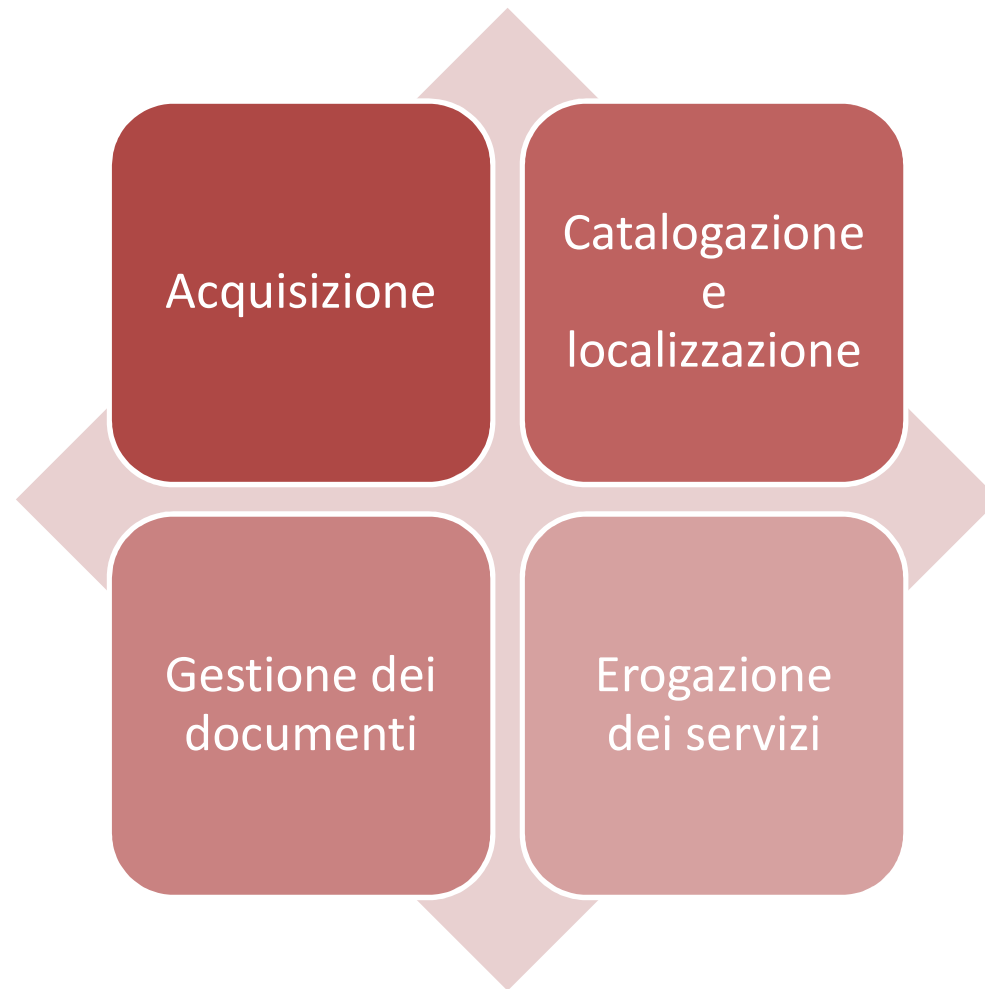 Acquisizione
Catalogazione
e
localizzazione
Gestione dei
documenti
Erogazione
dei servizi